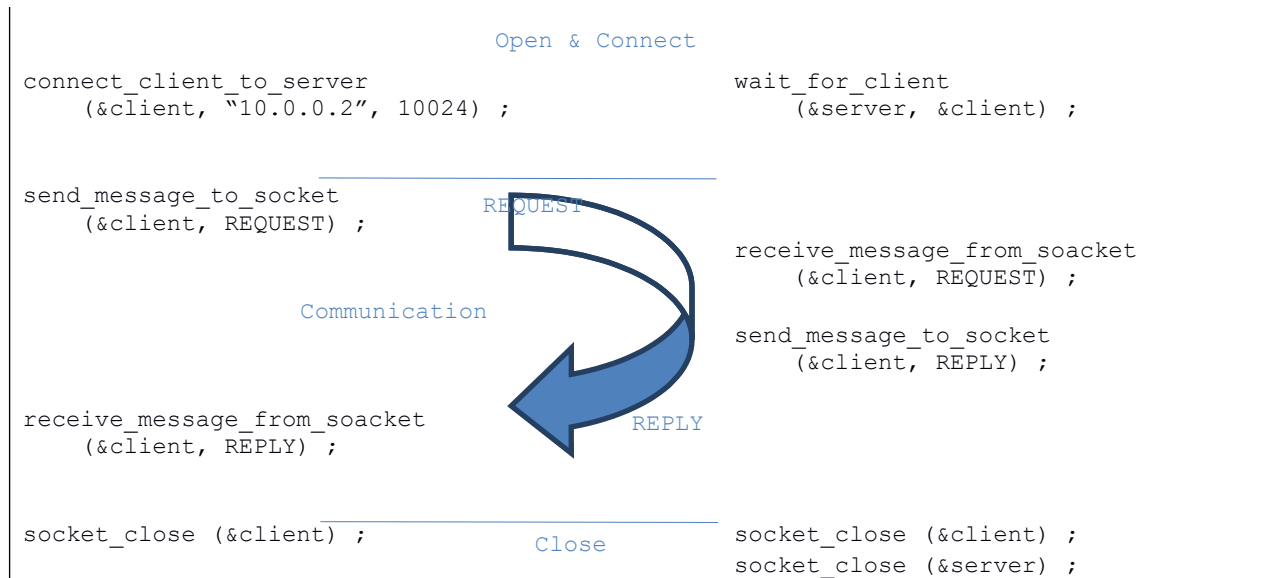 Open & Connect
connect_client_to_server
(&client, “10.0.0.2”, 10024) ;
wait_for_client
(&server, &client) ;
send_message_to_socket
(&client, REQUEST) ;
REQUEST
receive_message_from_soacket
(&client, REQUEST) ;
Communication
send_message_to_socket
(&client, REPLY) ;
receive_message_from_soacket
(&client, REPLY) ;
REPLY
socket_close (&client) ;
Close
socket_close (&client) ;
socket_close (&server) ;